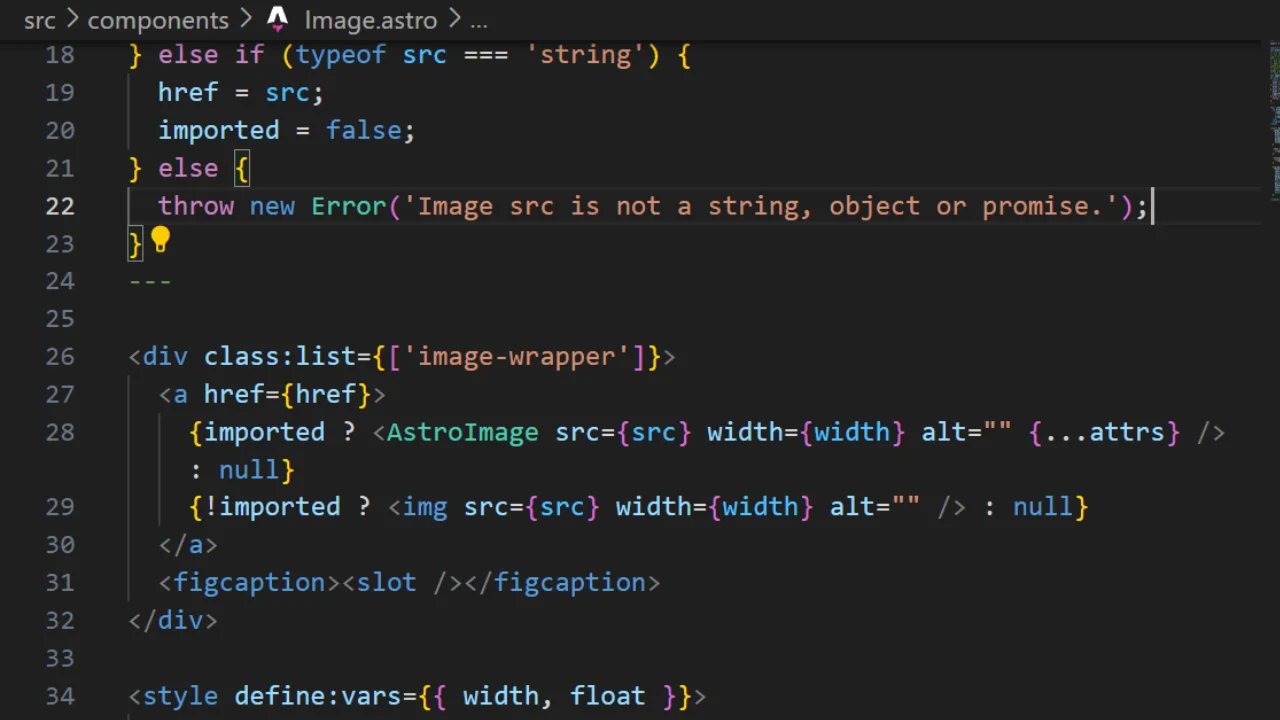 src > components > Image.astro > ...
18 } else if (typeof src === 'string') {
19 href = src;
20 imported = false;
21 } else {
22 throw new Error('Image src is not a string, object or promise.');
23 }
24 ---
25
26 <div class:list={['image-wrapper']}>
27 <a href={href}>
28 {imported ? <AstroImage src={src} width={width} alt="" {...attrs} />
: null}
29 {!imported ? <img src={src} width={width} alt="" /> : null}
30 </a>
31 <figcaption><slot /></figcaption>
32 </div>
33
34 <style define:vars={{ width, float }}>